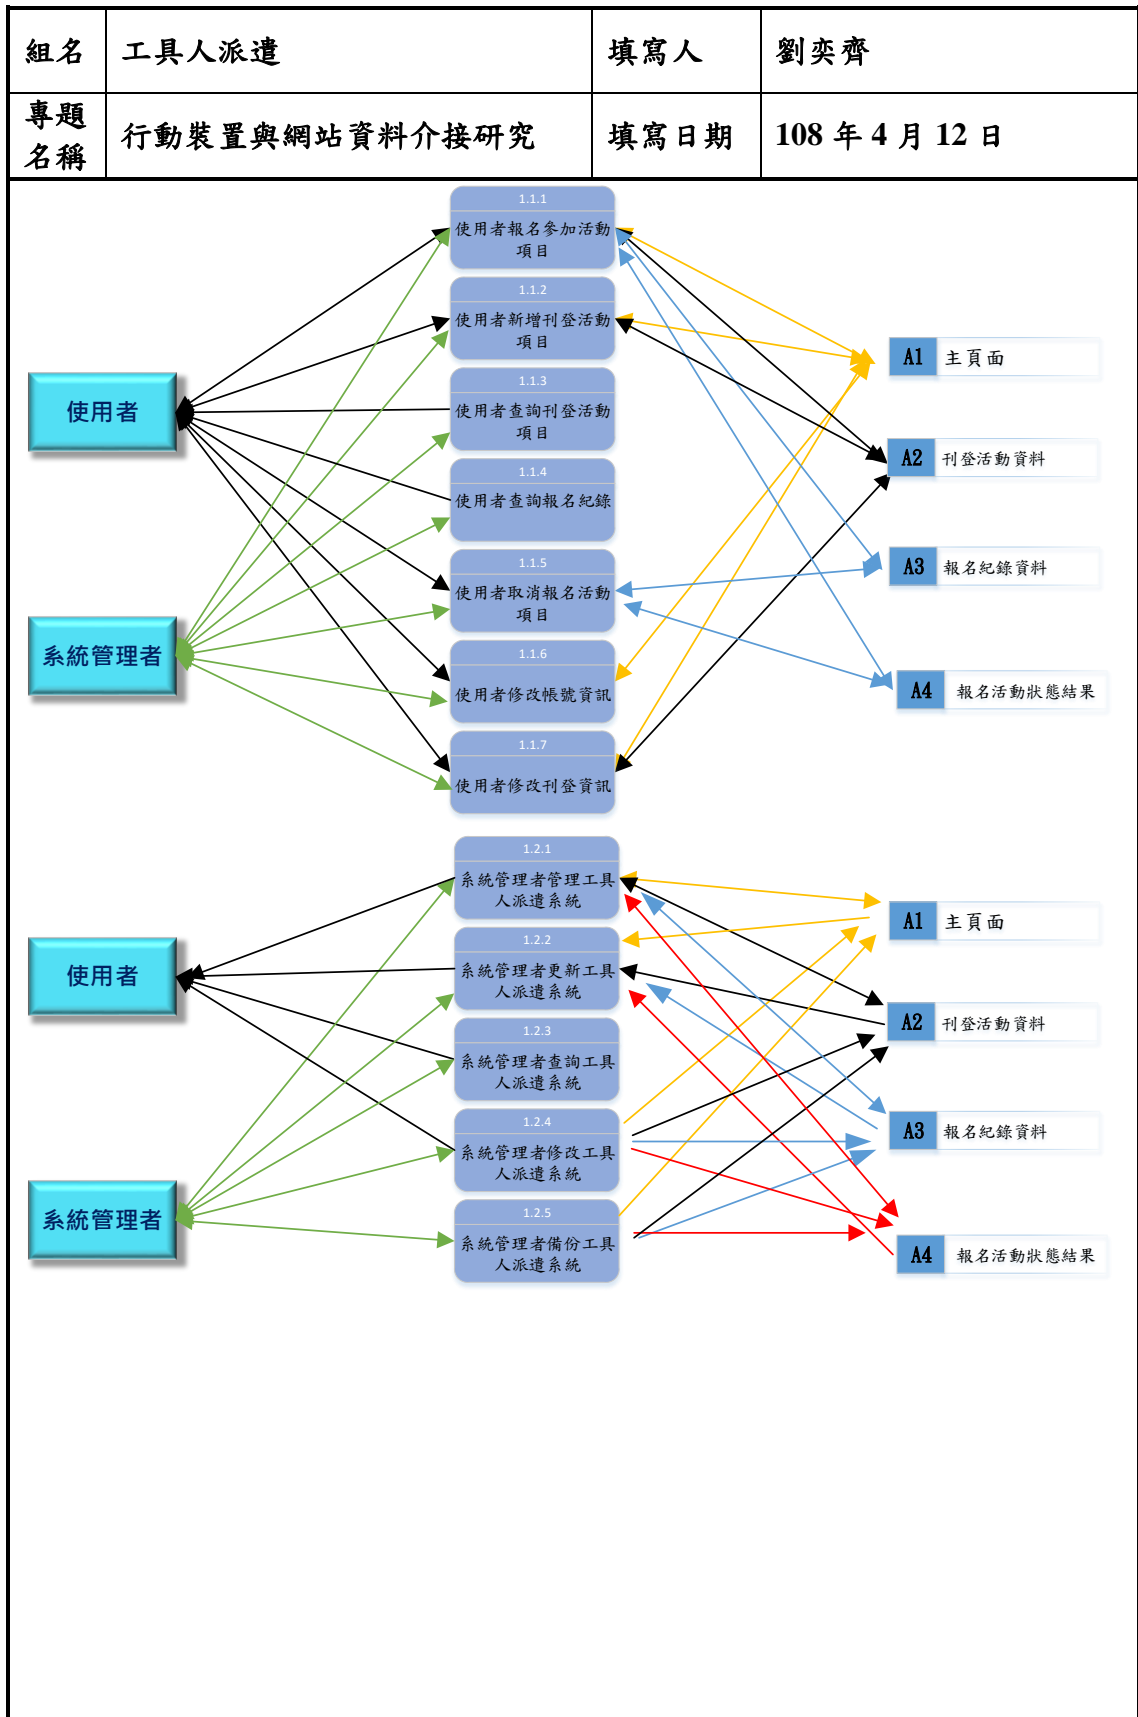 組名 工具人派遣 填寫人 劉奕齊
專題
名稱
行動裝置與網站資料介接研究 填寫日期 108 年 4 月 12 日
1.1.1
使用者報名參加活動
項目
1.1.2
使用者新增刊登活動
項目
1.1.3
使用者查詢刊登活動
項目
1.1.4
使用者查詢報名紀錄
1.1.5
使用者取消報名活動
項目
1.1.6
使用者修改帳號資訊
1.1.7
使用者修改刊登資訊
使用者
系統管理者
A1 主頁面
A2 刊登活動資料
A3 報名紀錄資料
A4 報名活動狀態結果
1.2.1
系統管理者管理工具
人派遣系統
1.2.2
系統管理者更新工具
人派遣系統
1.2.3
系統管理者查詢工具
人派遣系統
1.2.4
系統管理者修改工具
人派遣系統
1.2.5
系統管理者備份工具
人派遣系統
使用者
系統管理者
A1 主頁面
A2 刊登活動資料
A3 報名紀錄資料
A4 報名活動狀態結果